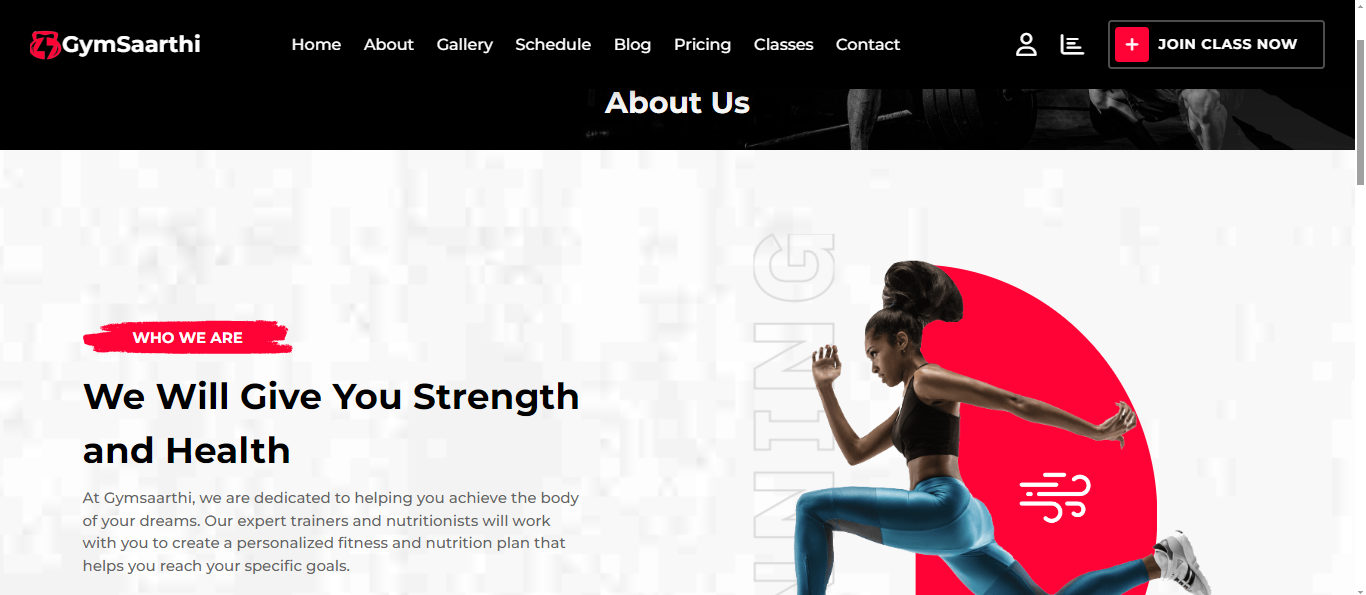 GymSaarthi
Home About Gallery Schedule Blog Pricing Classes Contact
JOIN CLASS NOW
About Us
WHO WE ARE
We Will Give You Strength
and Health
At Gymsaarthi, we are dedicated to helping you achieve the body
of your dreams. Our expert trainers and nutritionists will work
with you to create a personalized fitness and nutrition plan that
helps you reach your specific goals.